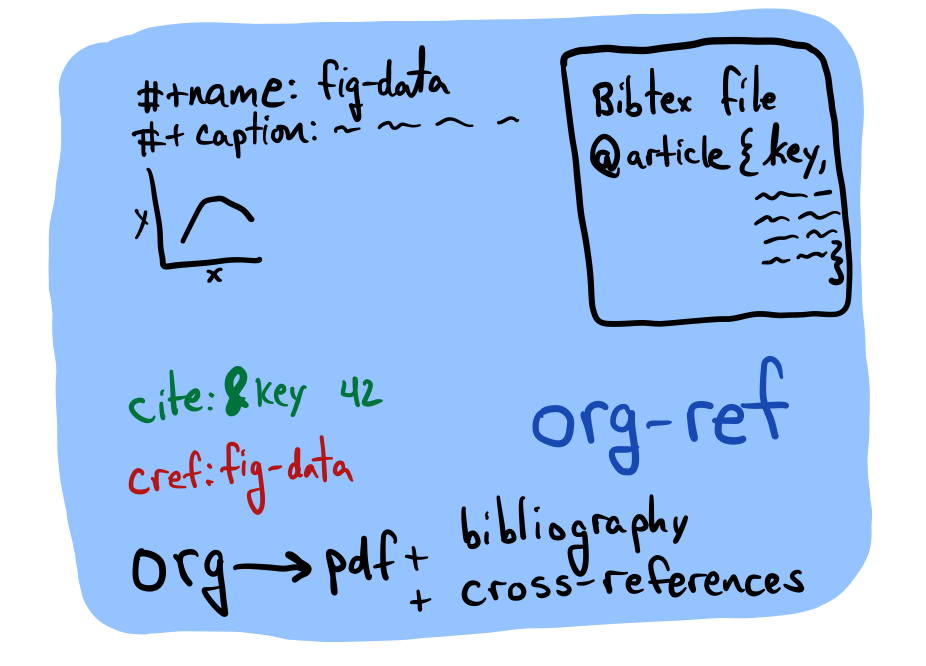 #+name: fig-data
#+ caption:
y
x
Bibtex file
@article {key,
}
cite:&key 42
cref:fig-data
org-ref
org → pdf + bibliography
+ cross-references